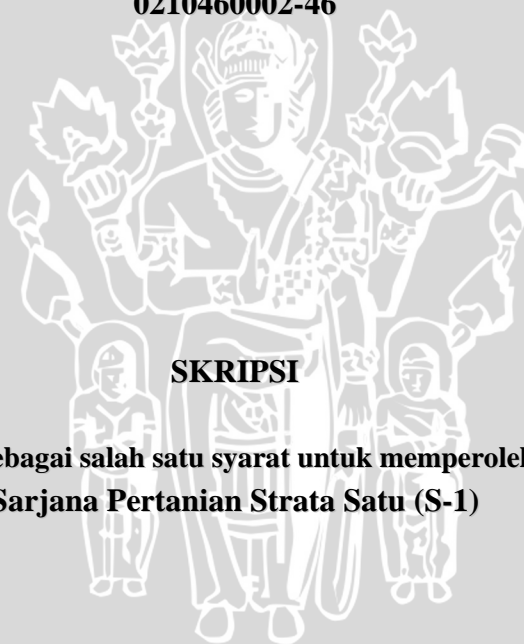 0210460002-46
SKRIPSI
ebagai salah satu syarat untuk memperoleh
Sarjana Pertanian Strata Satu (S-1)